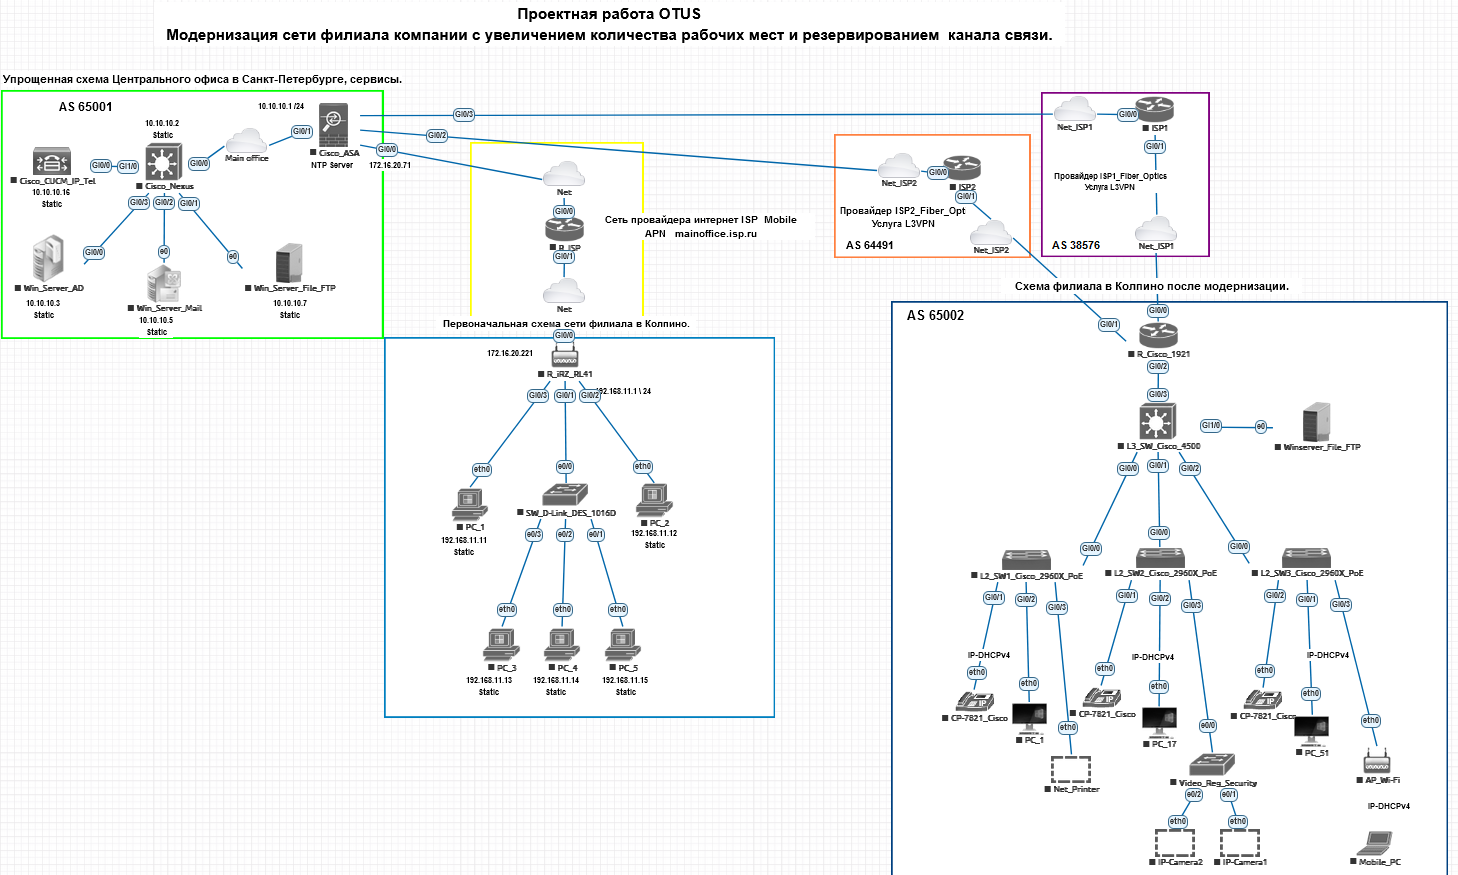 Проектная работа OTUS
Модернизация сети филиала компании с увеличением количества рабочих мест и резервированием канала связи.
Упрощенная схема Центрального офиса в Санкт-Петербурге, сервисы.
AS 65001
10.10.10.1 /24
10.10.10.2
Static
Main office
Gi0/1
Gi0/0
Cisco_ASA
NTP Server
Gi0/3
Gi0/2
Gi0/0
172.16.20.71
Gi0/0
Gi1/0
Cisco_CUCM_IP_Tel
10.10.10.16
Static
Cisco_Nexus
Gi0/3
Gi0/2
Gi0/1
Gi0/0
e0
e0
Win_Server_AD
10.10.10.3
Static
Win_Server_Mail
10.10.10.5
Static
Win_Server_File_FTP
10.10.10.7
Static
Net
Gi0/0
R_ISP
Gi0/1
Net
Сеть провайдера интернет ISP Mobile
APN mainoffice.isp.ru
Net_ISP2
Gi0/0
ISP2
Gi0/1
Провайдер ISP2_Fiber_Opt
Услуга L3VPN
AS 64491
Net_ISP2
Net_ISP1
Gi0/0
ISP1
Gi0/1
Провайдер ISP1_Fiber_Optics
Услуга L3VPN
AS 38576
Net_ISP1
Первоначальная схема сети филиала в Колпино.
Gi0/0
172.16.20.221
R_iRZ_RL41
192.168.11.1 \ 24
Gi0/3
Gi0/1
Gi0/2
eth0
e0/0
eth0
PC_1
192.168.11.11
Static
SW_D-Link_DES_1016D
PC_2
192.168.11.12
Static
e0/3
e0/2
e0/1
eth0
eth0
eth0
PC_3
192.168.11.13
Static
PC_4
192.168.11.14
Static
PC_5
192.168.11.15
Static
Схема филиала в Колпино после модернизации.
AS 65002
Gi0/0
Gi0/1
R_Cisco_1921
Gi0/2
Gi0/3
L3_SW_Cisco_4500
Gi1/0
e0
Winserver_File_FTP
Gi0/0
Gi0/1
Gi0/2
Gi0/0
Gi0/0
Gi0/0
L2_SW1_Cisco_2960X_PoE
L2_SW2_Cisco_2960X_PoE
L2_SW3_Cisco_2960X_PoE
Gi0/1
Gi0/2
Gi0/3
Gi0/1
Gi0/2
Gi0/3
Gi0/2
Gi0/1
Gi0/3
IP-DHCPv4
IP-DHCPv4
IP-DHCPv4
eth0
eth0
eth0
eth0
eth0
eth0
eth0
e0/0
eth0
CP-7821_Cisco
PC_1
CP-7821_Cisco
PC_17
CP-7821_Cisco
PC_51
Net_Printer
Video_Reg_Security
AP_Wi-Fi
e0/2
e0/1
IP-DHCPv4
eth0
eth0
IP-Camera2
IP-Camera1
Mobile_PC